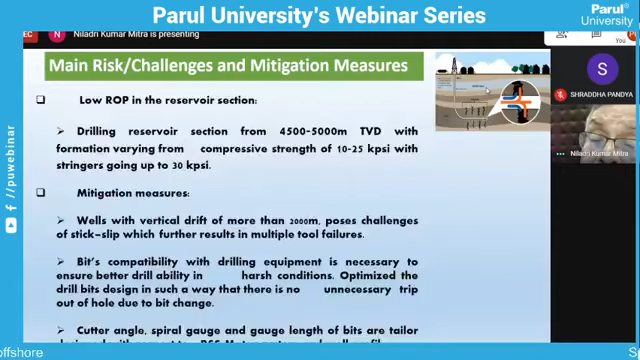 Parul University's Webinar Series
Parul®
University
EC
N
Niladri Kumar Mitra is presenting
You
Main Risk/Challenges and Mitigation Measures
Low ROP in the reservoir section:
Drilling reservoir section from 4500-5000m TVD with
formation varying from compressive strength of 10-25 kpsi with
stringers going up to 30 kpsi.
Mitigation measures:
Wells with vertical drift of more than 2000m, poses challenges
of stick-slip which further results in multiple tool failures.
Bit's compatibility with drilling equipment is necessary to
ensure better drill ability in harsh conditions. Optimized the
drill bits design in such a way that there is no unnecessary trip
out of hole due to bit change.
Cutter angle, spiral gauge and gauge length of bits are tailor
S
SHRADDHA PANDYA
Niladri Kumar Mitra
/puwebinar
offshore